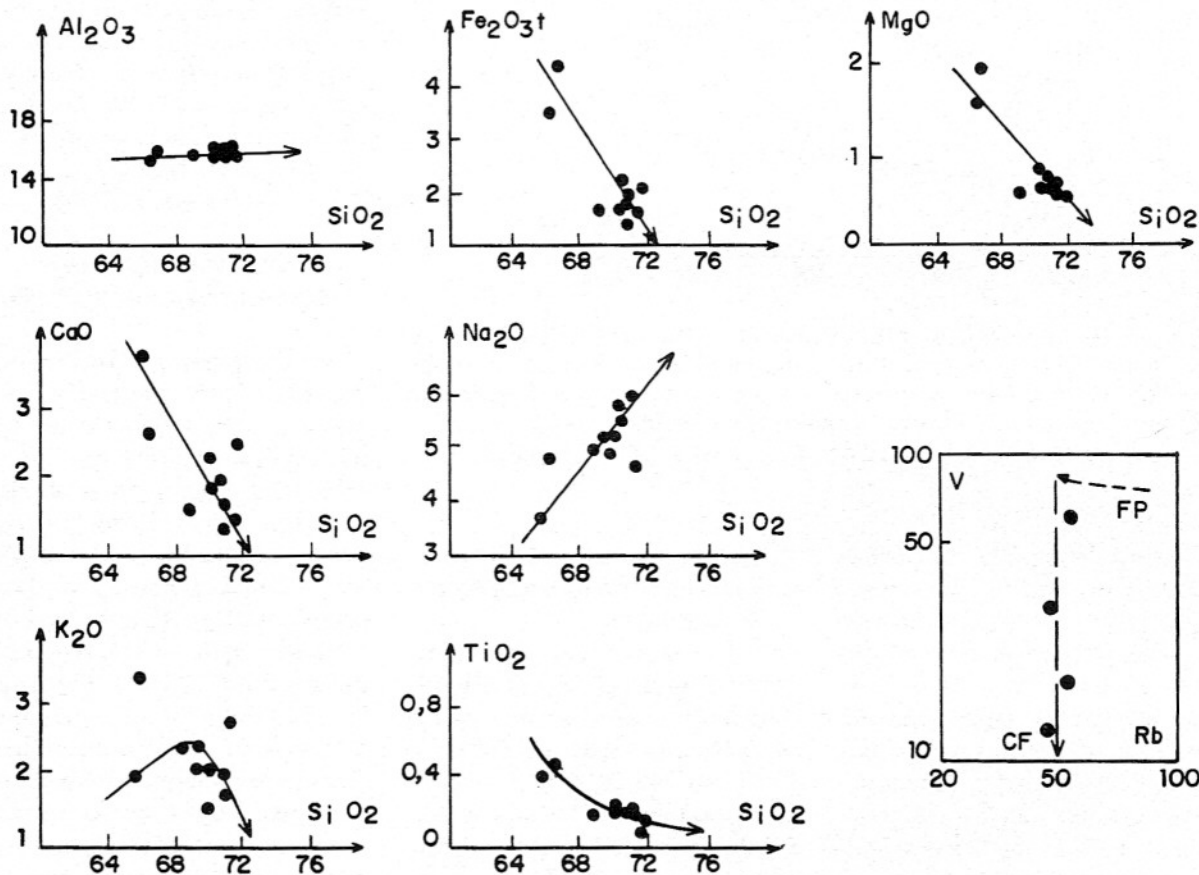 Al₂O₃
18
14
10
SiO₂
64 68 72 76
Fe₂O₃t
4
3
2
1
SiO₂
64 68 72 76
MgO
2
1
0
SiO₂
64 68 72 76
CaO
3
2
1
SiO₂
64 68 72 76
Na₂O
6
5
4
3
SiO₂
64 68 72 76
100
V
FP
50
CF
Rb
10
20 50 100
K₂O
3
2
1
SiO₂
64 68 72 76
TiO₂
0,8
0,4
0
SiO₂
64 68 72 76